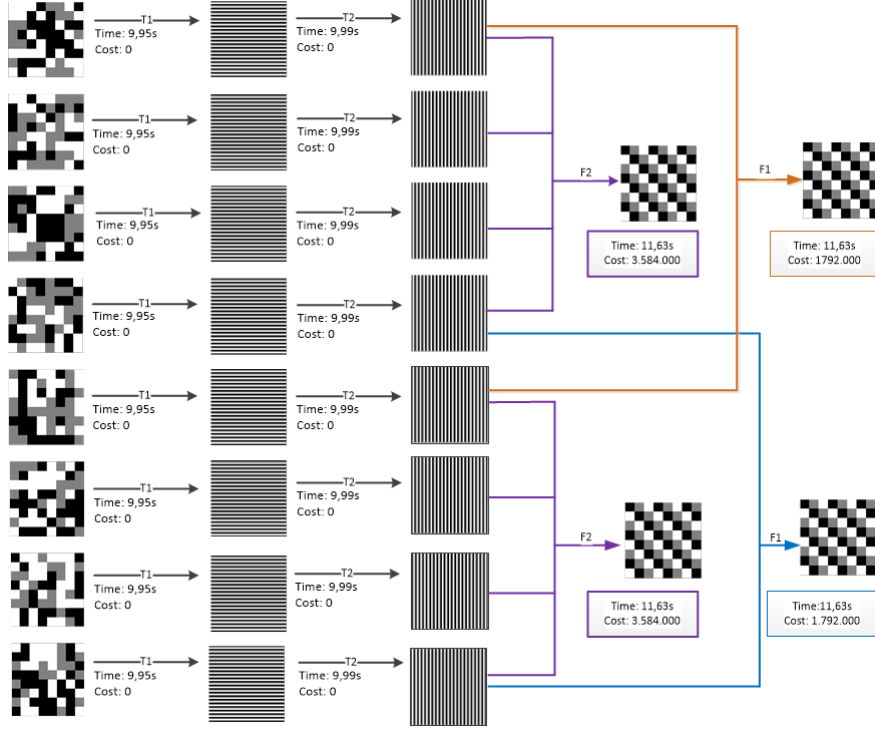 T1
Time: 9,95s
Cost: 0
T2
Time: 9,99s
Cost: 0
T1
Time: 9,95s
Cost: 0
T2
Time: 9,99s
Cost: 0
F2
F1
T1
Time: 9,95s
Cost: 0
T2
Time: 9,99s
Cost: 0
Time: 11,63s
Cost: 3.584.000
Time: 11,63s
Cost: 1792.000
T1
Time: 9,95s
Cost: 0
T2
Time: 9,99s
Cost: 0
T1
Time: 9,95s
Cost: 0
T2
Time: 9,99s
Cost: 0
T1
Time: 9,95s
Cost: 0
T2
Time: 9,99s
Cost: 0
F2
F1
T1
Time: 9,95s
Cost: 0
T2
Time: 9,99s
Cost: 0
Time: 11,63s
Cost: 3.584.000
Time:11,63s
Cost: 1.792.000
T1
Time: 9,95s
Cost: 0
T2
Time: 9,99s
Cost: 0